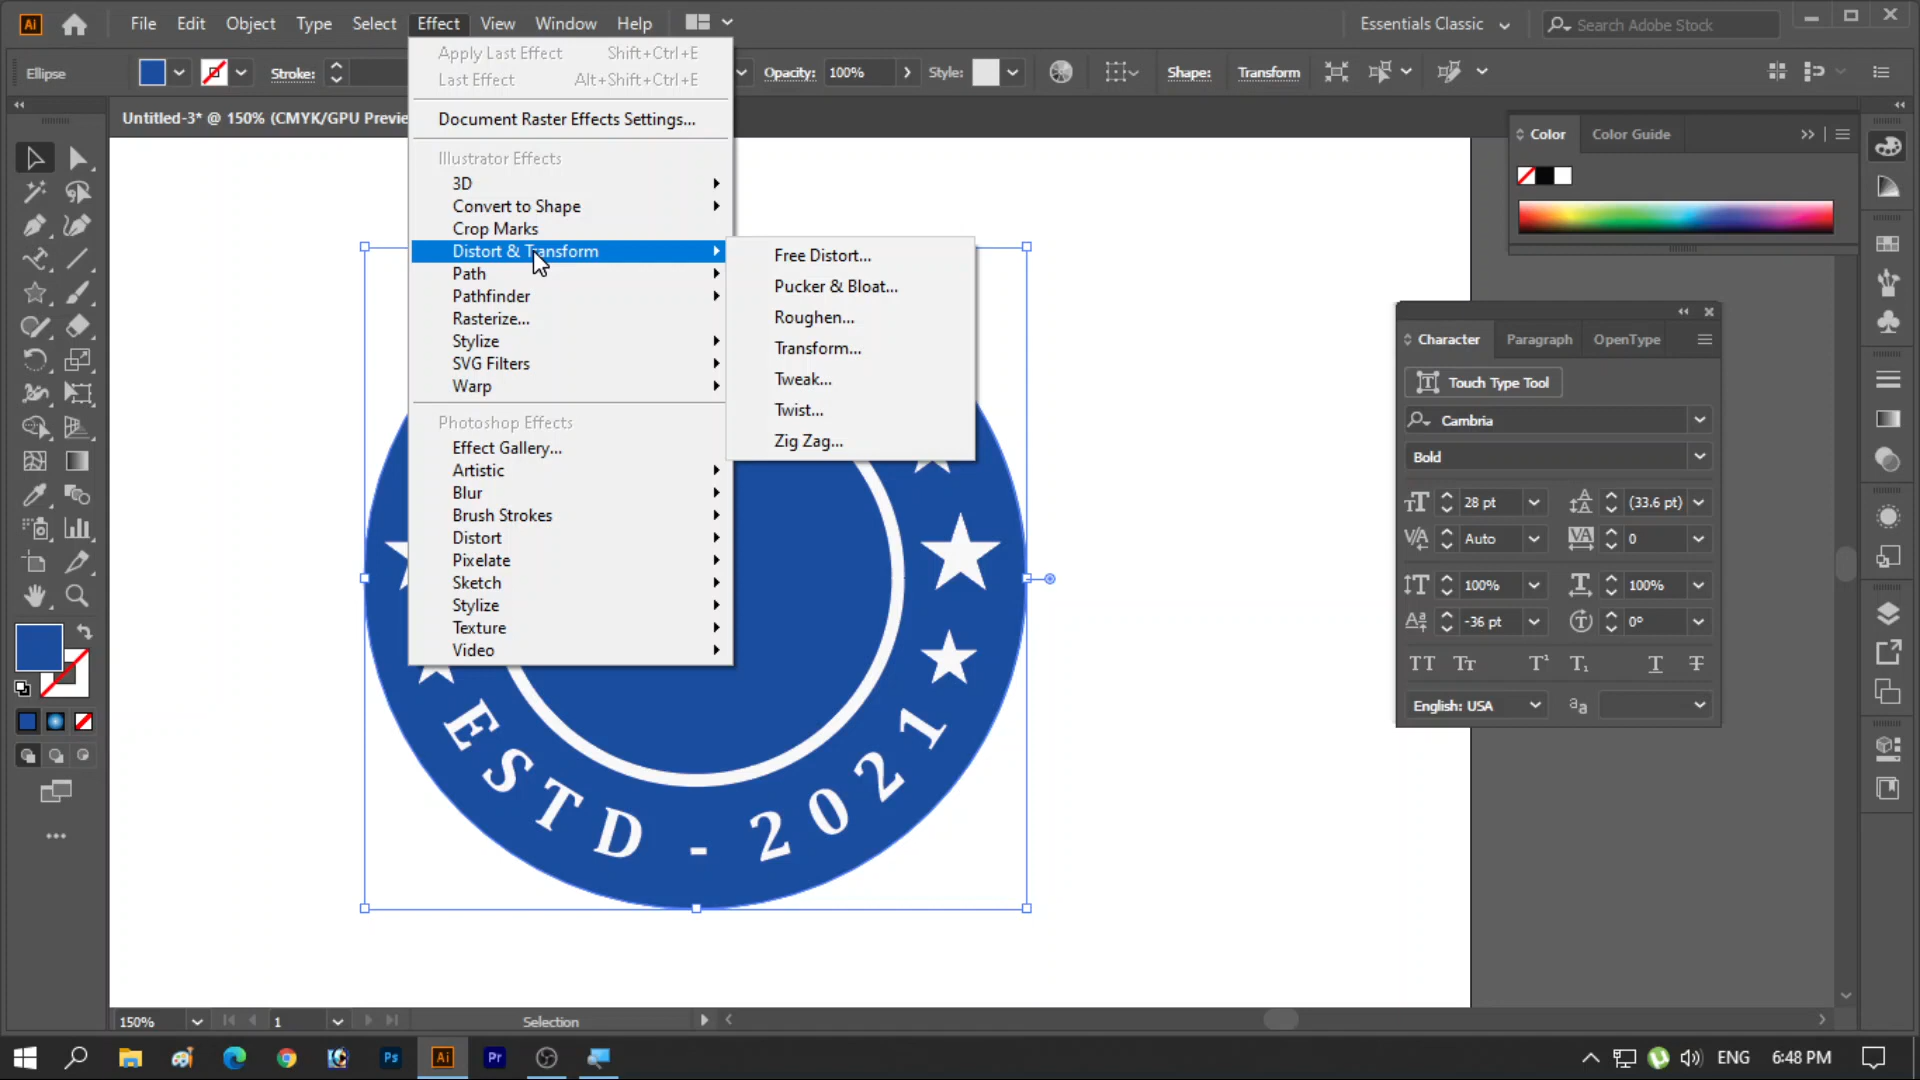 Ai File Edit Object Type Select Effect View Window Help Essentials Classic Search Adobe Stock
Ellipse Stroke: Opacity: 100% Style: Shape: Transform
Untitled-3* @ 150% (CMYK/GPU Previe
Apply Last Effect Shift+Ctrl+E
Last Effect Alt+Shift+Ctrl+E
Document Raster Effects Settings...
Illustrator Effects
3D
Convert to Shape
Crop Marks
Distort & Transform
Path
Pathfinder
Rasterize...
Stylize
SVG Filters
Warp
Photoshop Effects
Effect Gallery...
Artistic
Blur
Brush Strokes
Distort
Pixelate
Sketch
Stylize
Texture
Video
Free Distort...
Pucker & Bloat...
Roughen...
Transform...
Tweak...
Twist...
Zig Zag...
ESTD - 2021
Color Color Guide
Character Paragraph OpenType
Touch Type Tool
Cambria
Bold
28 pt (33.6 pt)
Auto 0
100% 100%
-36 pt 0°
English: USA
150% 1 Selection
Ps Ai Pr ENG 6:48 PM